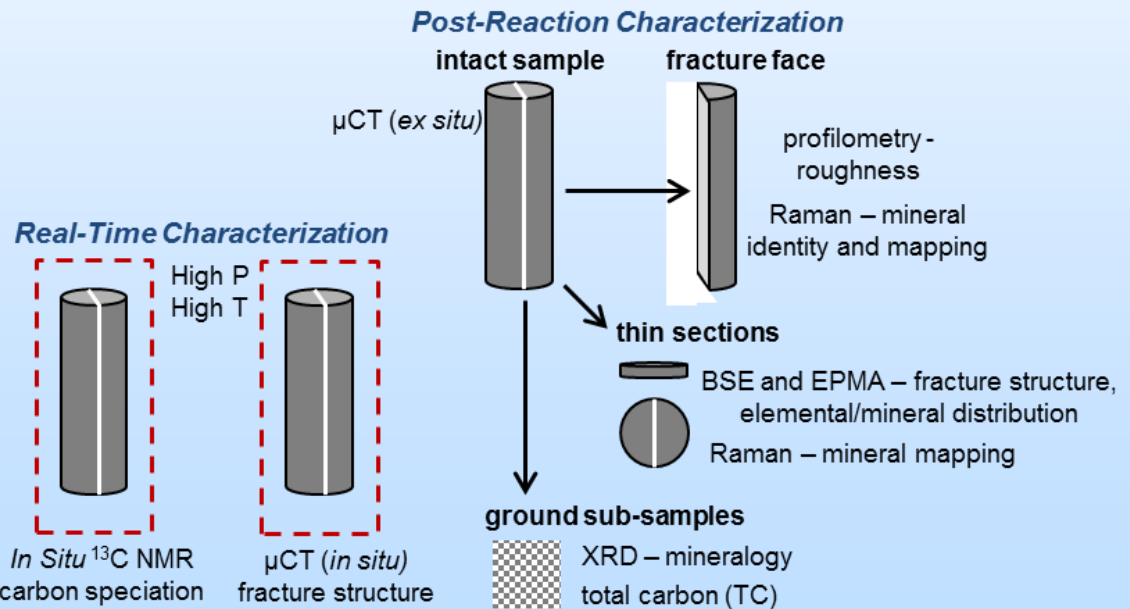 Post-Reaction Characterization
intact sample
fracture face
µCT (ex situ)
profilometry -
roughness
Raman – mineral
identity and mapping
Real-Time Characterization
High P
High T
thin sections
BSE and EPMA – fracture structure,
elemental/mineral distribution
Raman – mineral mapping
In Situ ¹³C NMR
carbon speciation
µCT (in situ)
fracture structure
ground sub-samples
XRD – mineralogy
total carbon (TC)